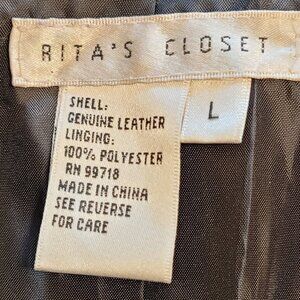 RITA'S CLOSET
L
SHELL:
GENUINE LEATHER
LINGING:
100% POLYESTER
RN 99718
MADE IN CHINA
SEE REVERSE
FOR CARE